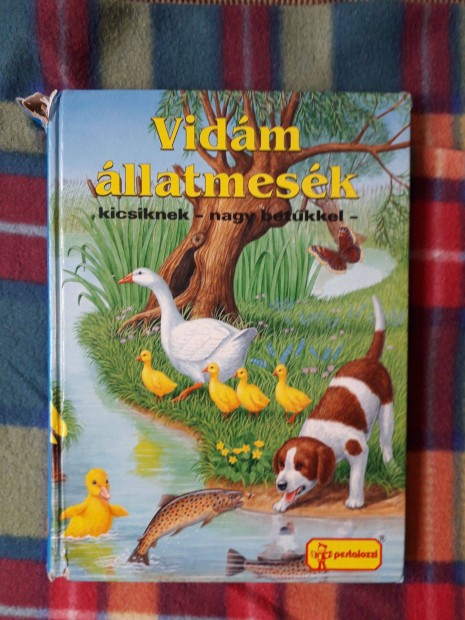 Vidám
állatmesék
kicsiknek - nagy betűkkel -
pestalozzi